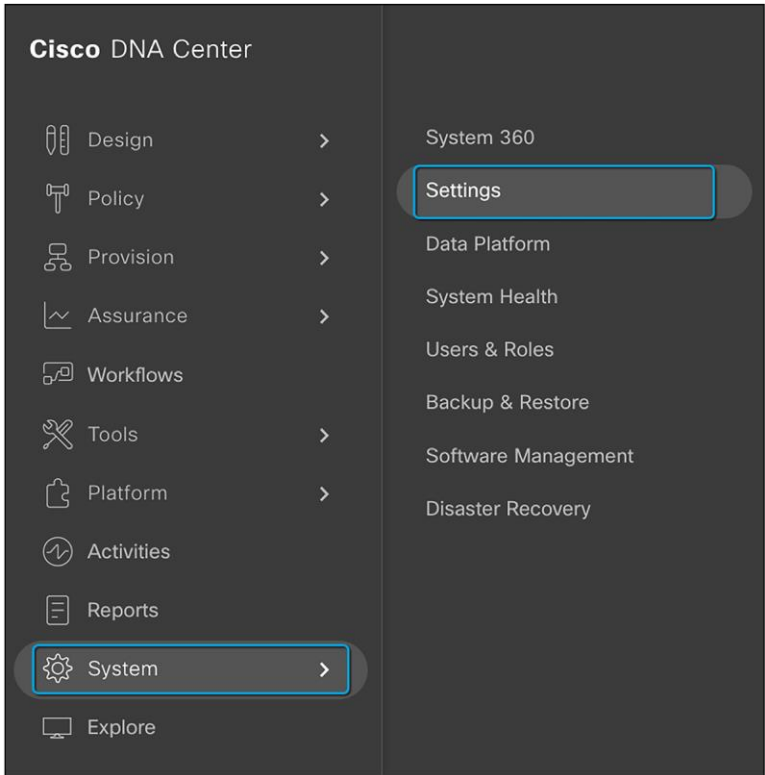 Cisco DNA Center
Design
Policy
Provision
Assurance
Workflows
Tools
Platform
Activities
Reports
System
Explore
System 360
Settings
Data Platform
System Health
Users & Roles
Backup & Restore
Software Management
Disaster Recovery